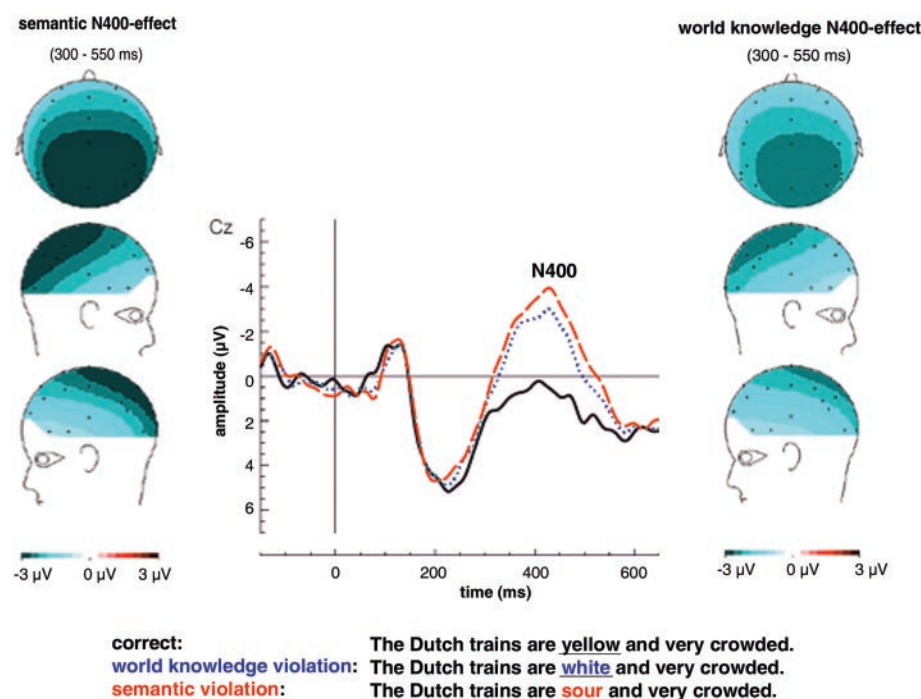 semantic N400-effect
(300 - 550 ms)
world knowledge N400-effect
(300 - 550 ms)
Cz
-6
-4
-2
0
2
4
6
amplitude (µV)
N400
0
200
400
600
time (ms)
-3 µV 0 µV 3 µV
-3 µV 0 µV 3 µV
correct: The Dutch trains are yellow and very crowded.
world knowledge violation: The Dutch trains are white and very crowded.
semantic violation: The Dutch trains are sour and very crowded.